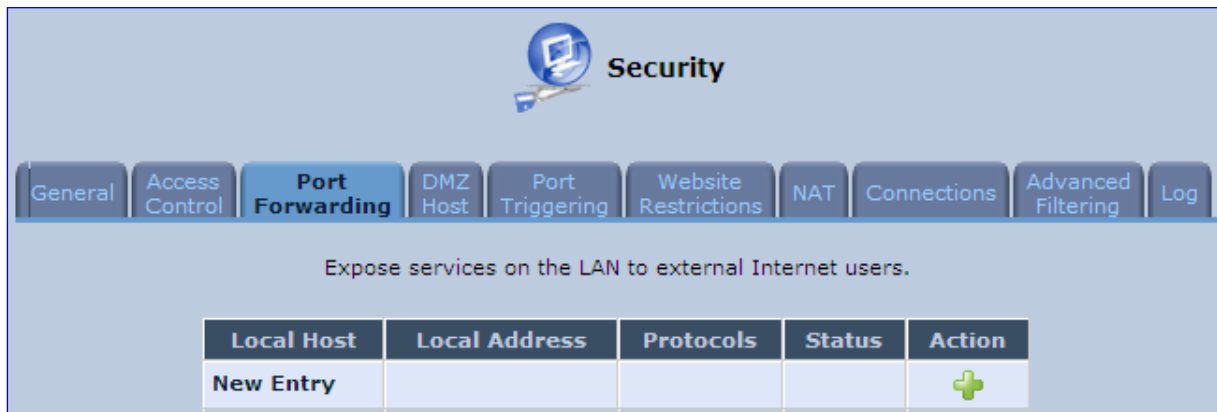 Security
General
Access Control
Port Forwarding
DMZ Host
Port Triggering
Website Restrictions
NAT
Connections
Advanced Filtering
Log
Expose services on the LAN to external Internet users.
Local Host Local Address Protocols Status Action
New Entry